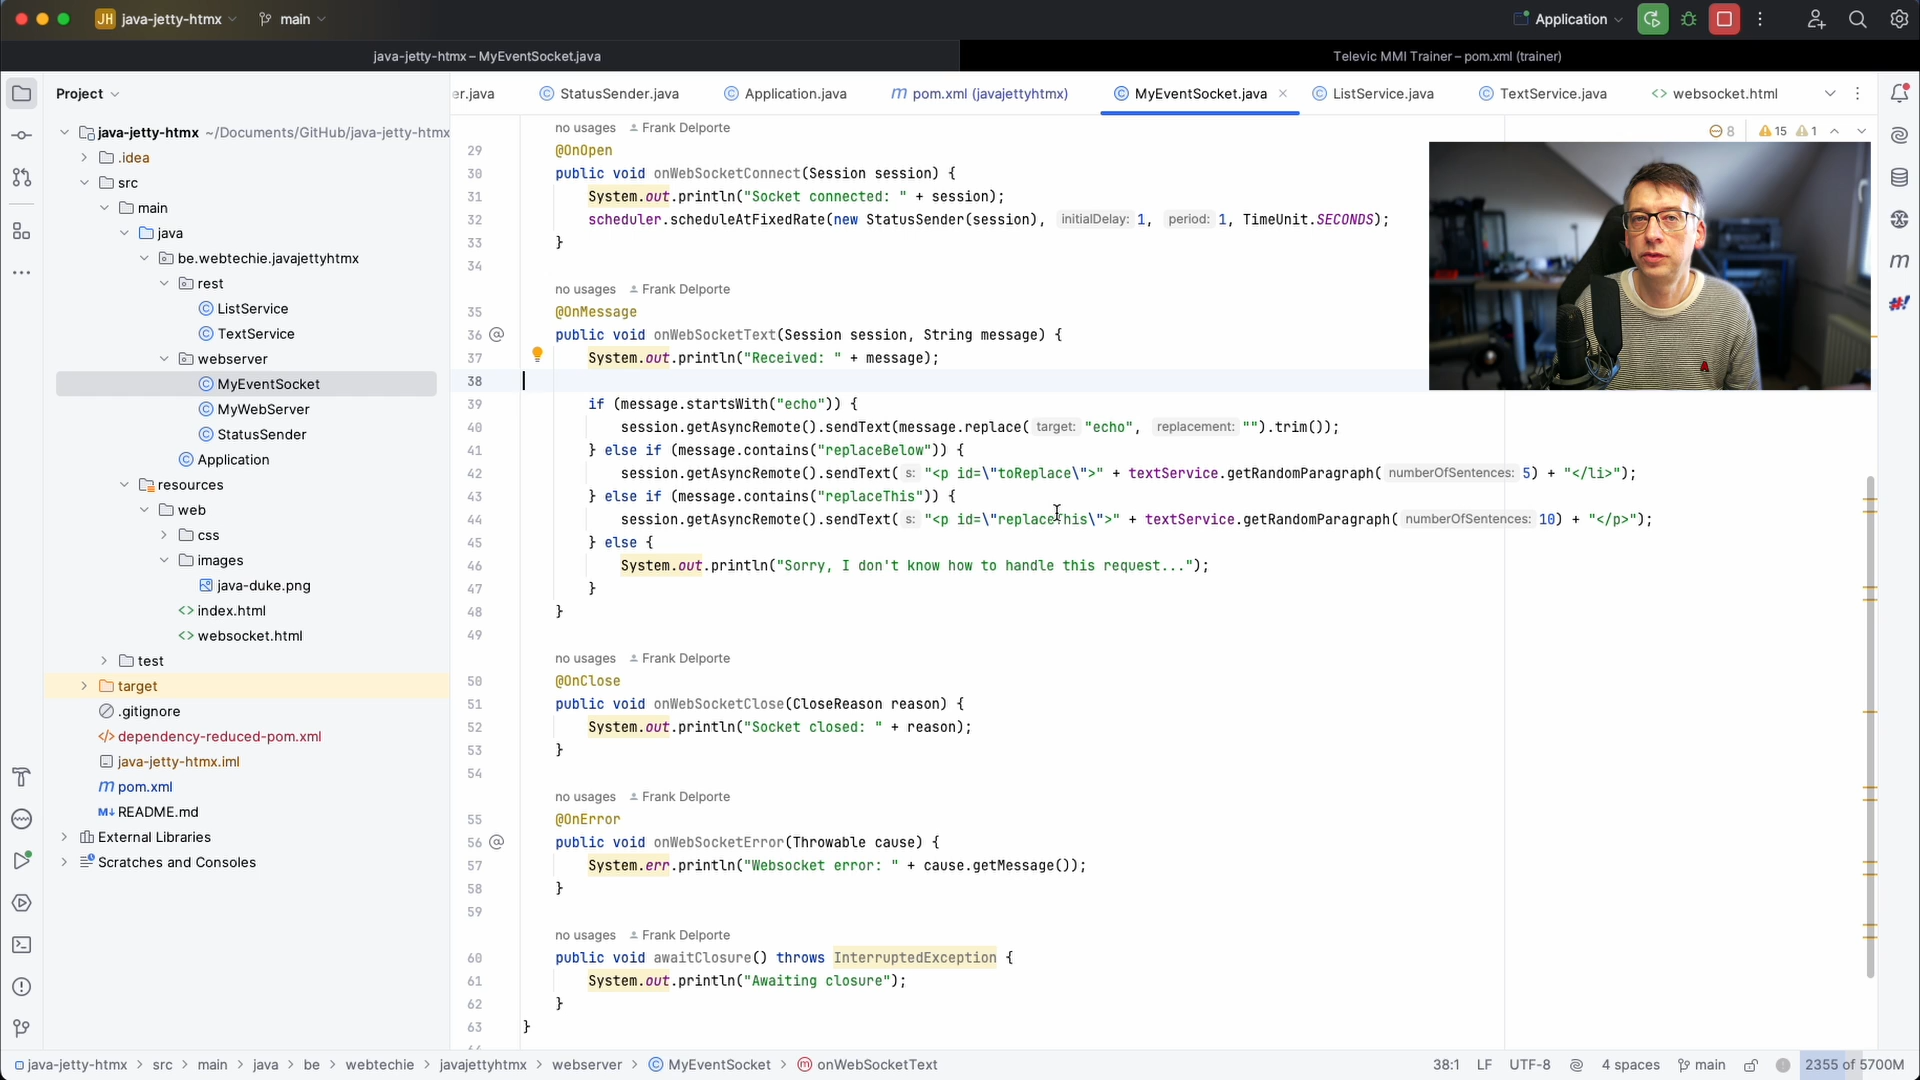 JH java-jetty-htmx main Application
java-jetty-htmx – MyEventSocket.java
Televic MMI Trainer – pom.xml (trainer)
Project
er.java StatusSender.java Application.java pom.xml (javajettyhtmx) MyEventSocket.java ListService.java TextService.java websocket.html
8 15 1
java-jetty-htmx ~/Documents/GitHub/java-jetty-htmx
.idea
src
main
java
be.webtechie.javajettyhtmx
rest
ListService
TextService
webserver
MyEventSocket
MyWebServer
StatusSender
Application
resources
web
css
images
java-duke.png
index.html
websocket.html
test
target
.gitignore
dependency-reduced-pom.xml
java-jetty-htmx.iml
pom.xml
README.md
External Libraries
Scratches and Consoles
no usages Frank Delporte
29 @OnOpen
30 public void onWebSocketConnect(Session session) {
31 System.out.println("Socket connected: " + session);
32 scheduler.scheduleAtFixedRate(new StatusSender(session), initialDelay: 1, period: 1, TimeUnit.SECONDS);
33 }
34
no usages Frank Delporte
35 @OnMessage
36 public void onWebSocketText(Session session, String message) {
37 System.out.println("Received: " + message);
38
39 if (message.startsWith("echo")) {
40 session.getAsyncRemote().sendText(message.replace( target: "echo", replacement: "").trim());
41 } else if (message.contains("replaceBelow")) {
42 session.getAsyncRemote().sendText( s: "<p id=\"toReplace\">" + textService.getRandomParagraph( numberOfSentences: 5) + "</li>");
43 } else if (message.contains("replaceThis")) {
44 session.getAsyncRemote().sendText( s: "<p id=\"replaceThis\">" + textService.getRandomParagraph( numberOfSentences: 10) + "</p>");
45 } else {
46 System.out.println("Sorry, I don't know how to handle this request...");
47 }
48 }
49
no usages Frank Delporte
50 @OnClose
51 public void onWebSocketClose(CloseReason reason) {
52 System.out.println("Socket closed: " + reason);
53 }
54
no usages Frank Delporte
55 @OnError
56 public void onWebSocketError(Throwable cause) {
57 System.err.println("Websocket error: " + cause.getMessage());
58 }
59
no usages Frank Delporte
60 public void awaitClosure() throws InterruptedException {
61 System.out.println("Awaiting closure");
62 }
63 }
java-jetty-htmx src main java be webtechie javajettyhtmx webserver MyEventSocket onWebSocketText 38:1 LF UTF-8 4 spaces main 2355 of 5700M